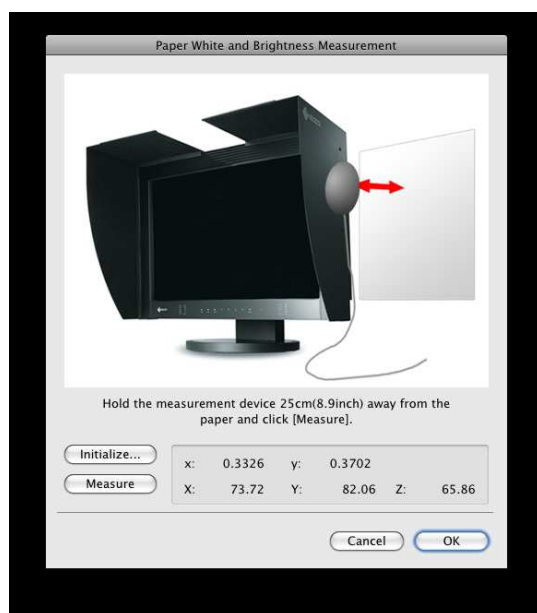 Paper White and Brightness Measurement
Hold the measurement device 25cm(8.9inch) away from the
paper and click [Measure].
Initialize...
x: 0.3326 y: 0.3702
Measure
X: 73.72 Y: 82.06 Z: 65.86
Cancel OK